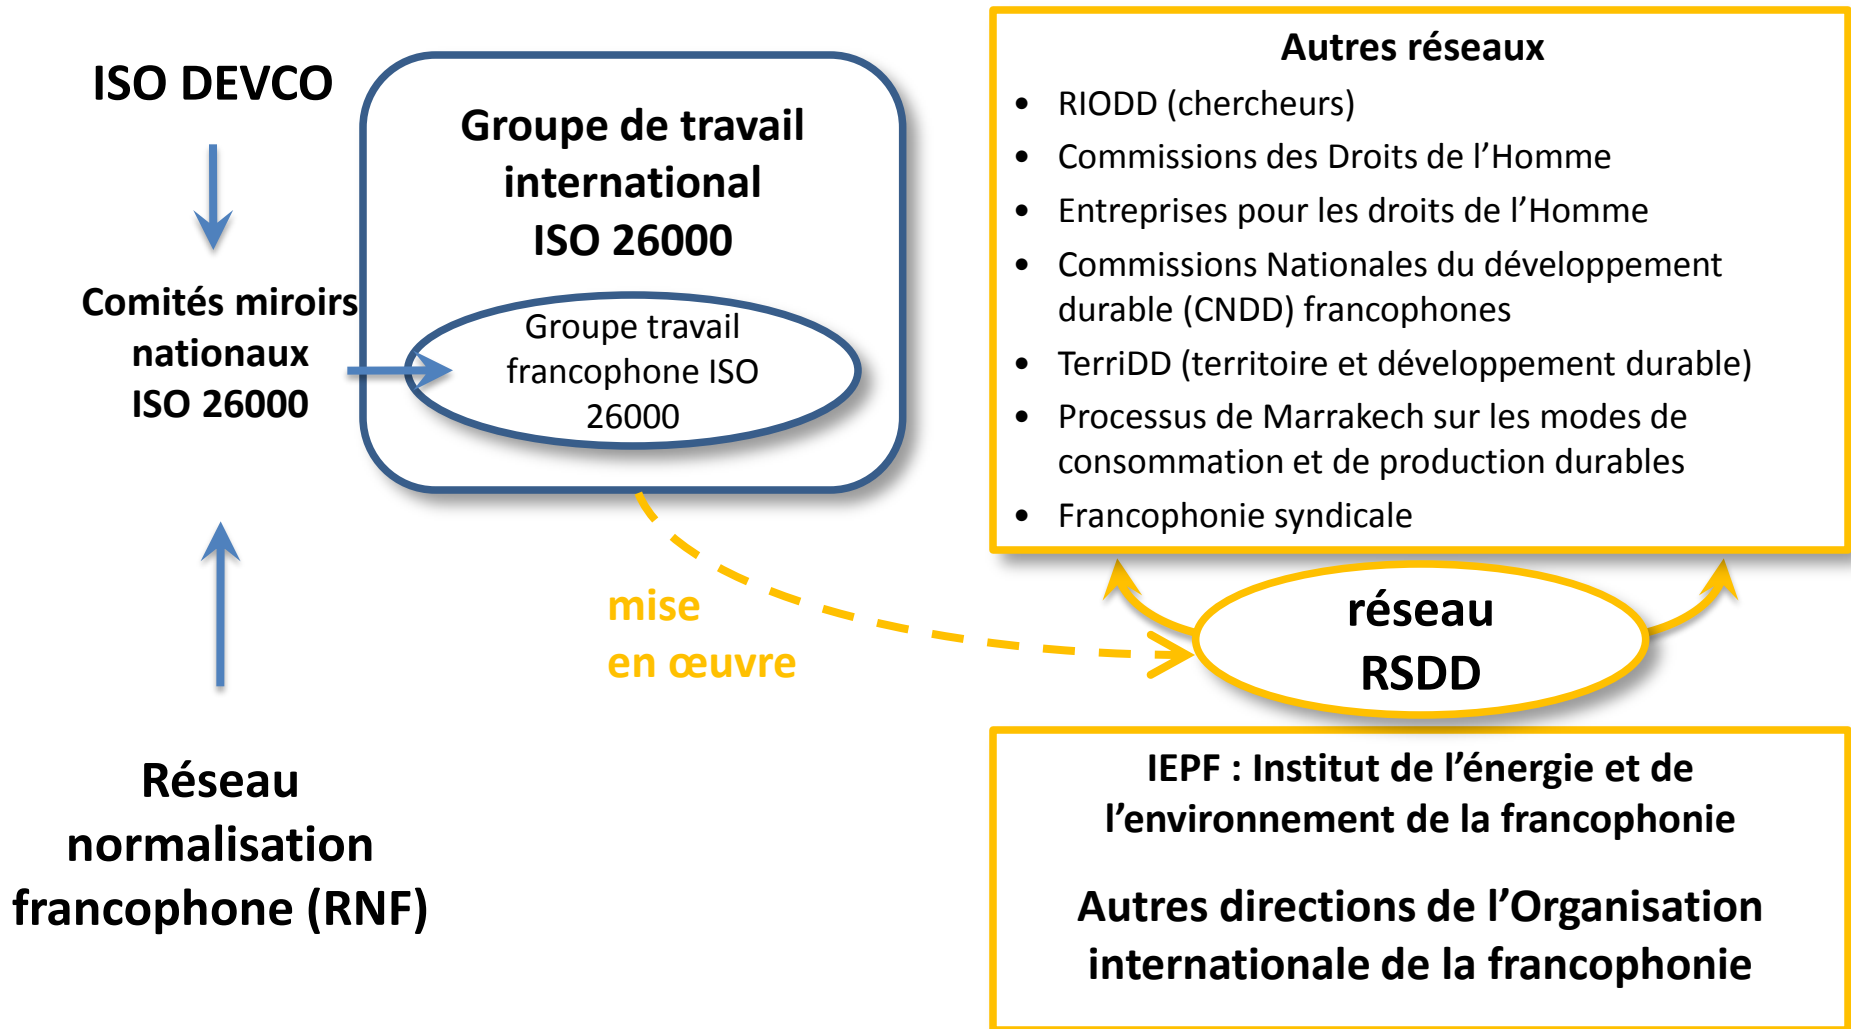 ISO DEVCO
Comités miroirs
nationaux
ISO 26000
Réseau
normalisation
francophone (RNF)
Groupe de travail
international
ISO 26000
Groupe travail
francophone ISO
26000
mise
en œuvre
Autres réseaux
• RIODD (chercheurs)
• Commissions des Droits de l’Homme
• Entreprises pour les droits de l’Homme
• Commissions Nationales du développement
durable (CNDD) francophones
• TerriDD (territoire et développement durable)
• Processus de Marrakech sur les modes de
consommation et de production durables
• Francophonie syndicale
réseau
RSDD
IEPF : Institut de l’énergie et de
l’environnement de la francophonie
Autres directions de l’Organisation
internationale de la francophonie